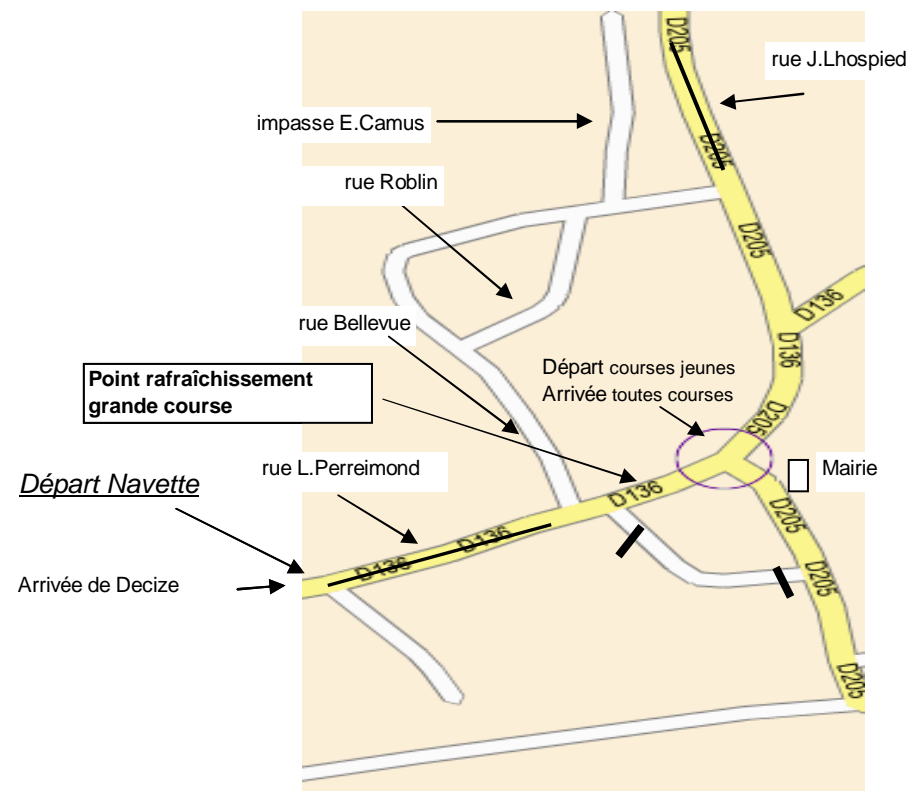 D205
rue J.Lhospied
impasse E.Camus
D205
rue Roblin
D205
D136
rue Bellevue
D136
Point rafraîchissement
grande course
Départ courses jeunes
Arrivée toutes courses
D205
rue L.Perreimond
Mairie
Départ Navette
D136
D205
D136
D136
Arrivée de Decize
D205
D205